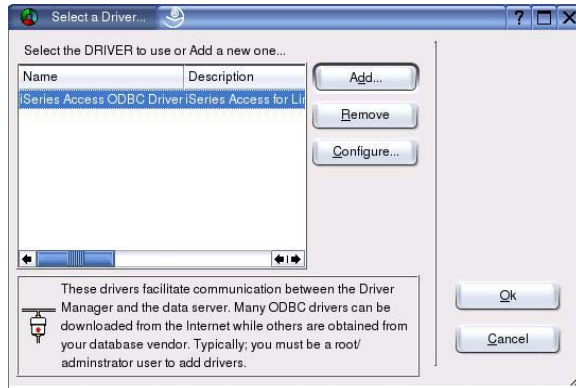 Select a Driver...
Select the DRIVER to use or Add a new one...
Name Description
iSeries Access ODBC Driver iSeries Access for Lin
Add...
Remove
Configure...
These drivers facilitate communication between the Driver
Manager and the data server. Many ODBC drivers can be
downloaded from the Internet while others are obtained from
your database vendor. Typically; you must be a root/
adminstrator user to add drivers.
Ok
Cancel